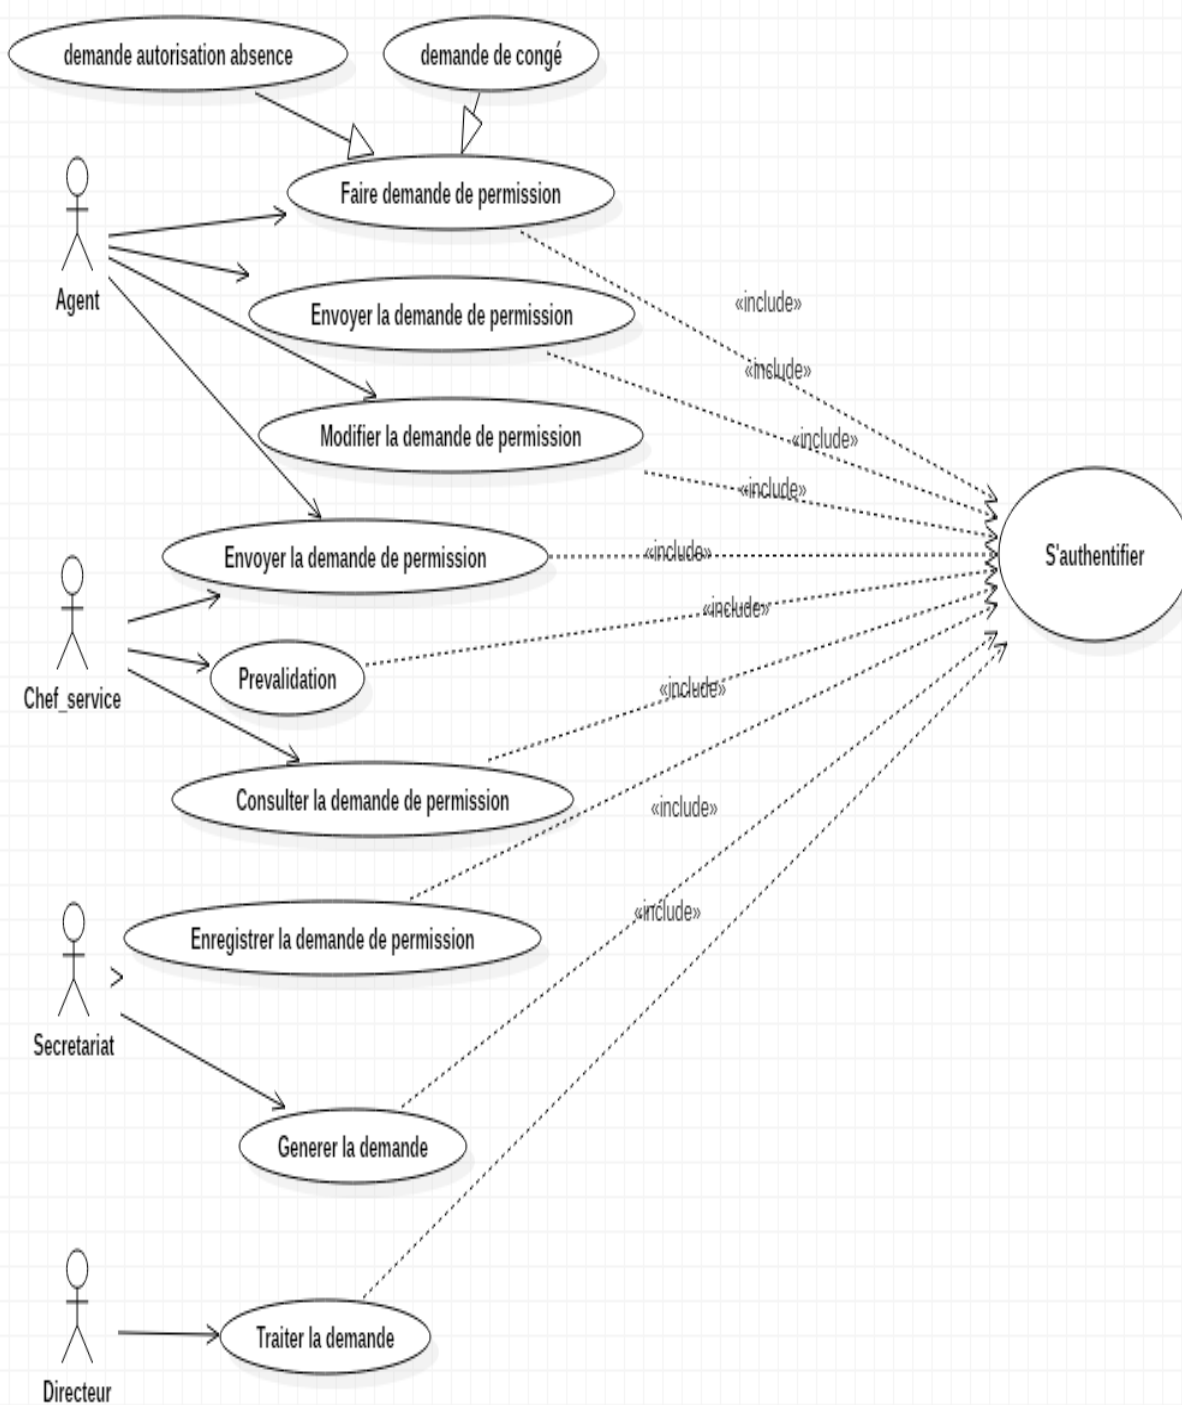 demande autorisation absence
demande de congé
Faire demande de permission
Agent
«include»
Envoyer la demande de permission
«include»
Modifier la demande de permission
«include»
«include»
Envoyer la demande de permission
«include»
S'authentifier
«include»
Prevalidation
Chef_service
«include»
Consulter la demande de permission
«include»
«include»
Enregistrer la demande de permission
Secretariat
Generer la demande
Traiter la demande
Directeur